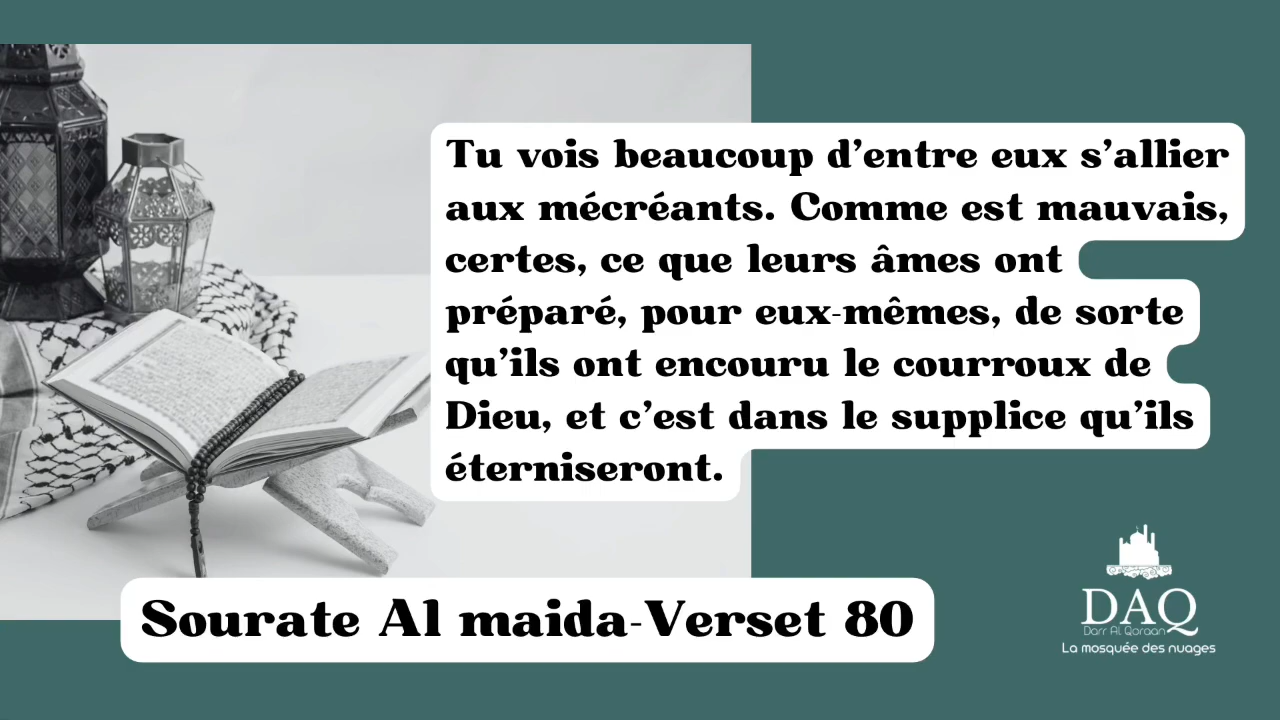 Tu vois beaucoup d’entre eux s’allier
aux mécréants. Comme est mauvais,
certes, ce que leurs âmes ont
préparé, pour eux-mêmes, de sorte
qu’ils ont encouru le courroux de
Dieu, et c’est dans le supplice qu’ils
éterniseront.
Sourate Al maida-Verset 80
DAQ
Darr Al Qoraan
La mosquée des nuages